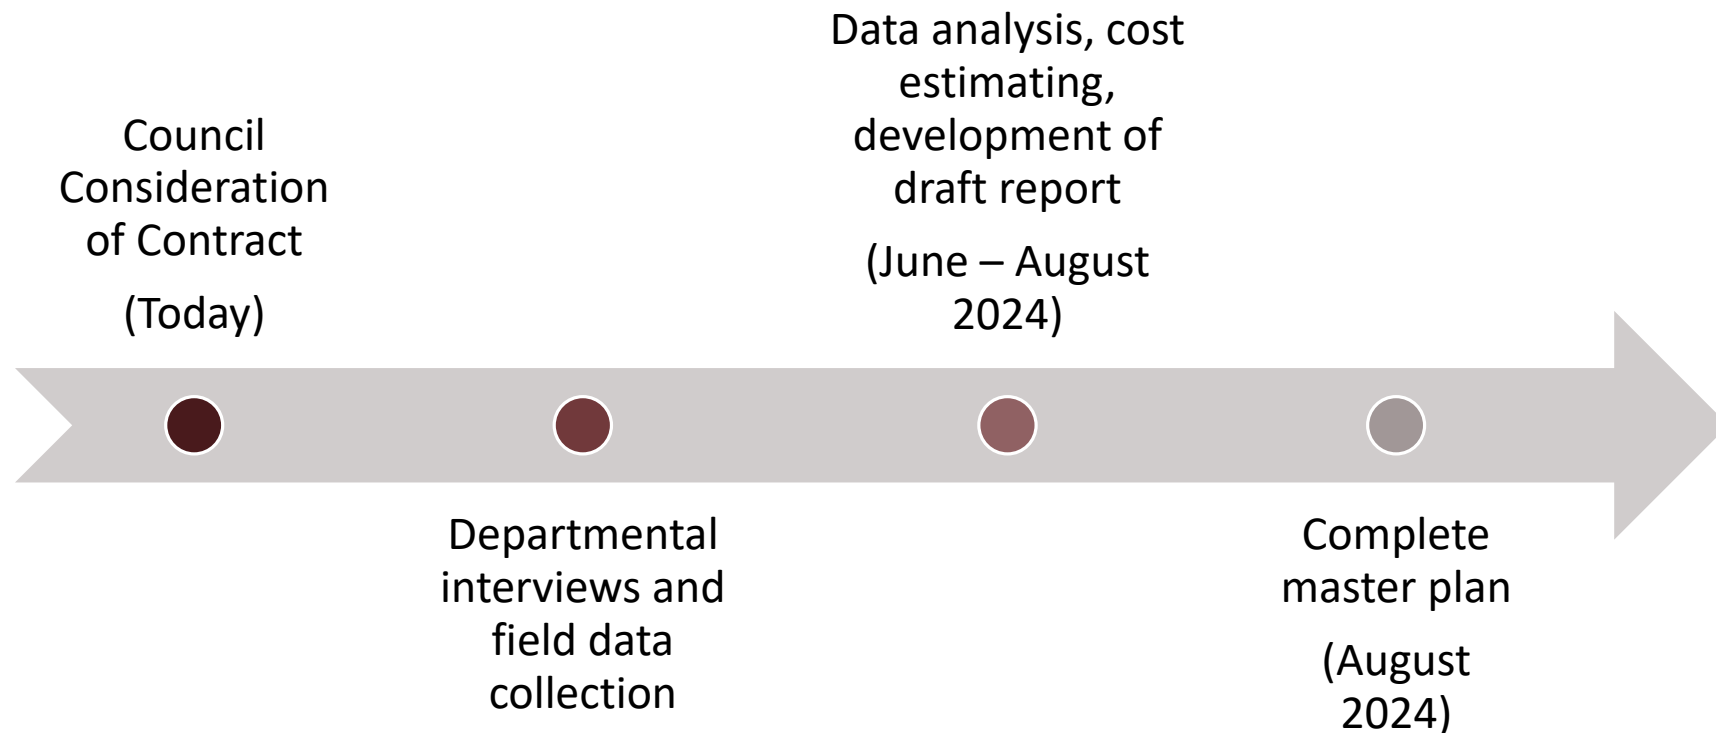 Council
Consideration
of Contract
(Today)
Departmental
interviews and
field data
collection
Data analysis, cost
estimating,
development of
draft report
(June – August
2024)
Complete
master plan
(August
2024)